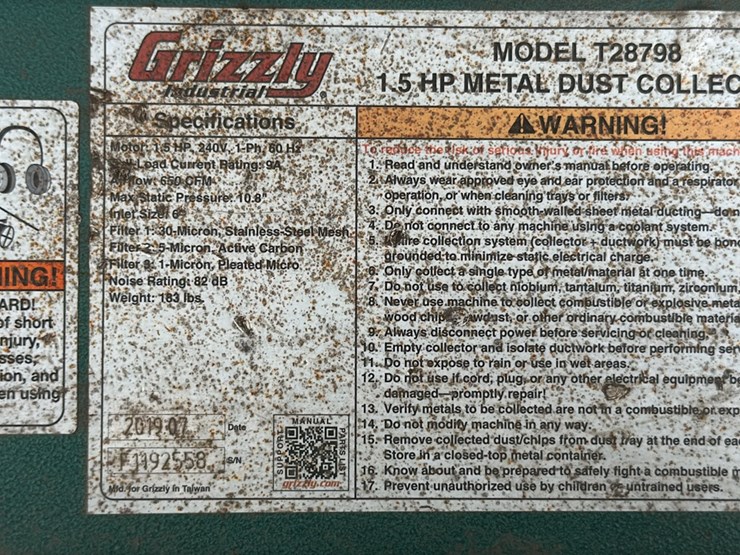 Grizzly
Industrial
®
MODEL T28798
1.5 HP METAL DUST COLLEC
Specifications
Motor: 1.5 HP, 240V, 1-Ph, 60 Hz
Load Current Rating: 9A
Airflow: 650 CFM
Max. Static Pressure: 10.8"
Inlet Size: 6"
Filter 1: 30-Micron, Stainless-Steel Mesh
Filter 2: 5-Micron, Active Carbon
Filter 3: 1-Micron, Pleated Micro
Noise Rating: 82 dB
Weight: 183 lbs.
2019 07 Date
F1192558 S/N
Mfd. for Grizzly in Taiwan
MANUAL
PARTS LIST
grizzly.com
WARNING!
To reduce the risk of serious injury or fire when using this mach
1. Read and understand owner's manual before operating.
2. Always wear approved eye and ear protection and a respirator
operation, or when cleaning trays or filters.
3. Only connect with smooth-walled sheet metal ducting—do n
4. Do not connect to any machine using a coolant system.
5. Entire collection system (collector + ductwork) must be bond
grounded to minimize static electrical charge.
6. Only collect a single type of metal/material at one time.
7. Do not use to collect niobium, tantalum, titanium, zirconium,
8. Never use machine to collect combustible or explosive meta
wood chips, sawdust, or other ordinary combustible materia
9. Always disconnect power before servicing or cleaning.
10. Empty collector and isolate ductwork before performing ser
11. Do not expose to rain or use in wet areas.
12. Do not use if cord, plug, or any other electrical equipment be
damaged—promptly repair!
13. Verify metals to be collected are not in a combustible or exp
14. Do not modify machine in any way.
15. Remove collected dust/chips from dust tray at the end of ea
Store in a closed-top metal container.
16. Know about and be prepared to safely fight a combustible m
17. Prevent unauthorized use by children or untrained users.
ING!
ARD!
of short
njury,
sses,
ion, and
en using